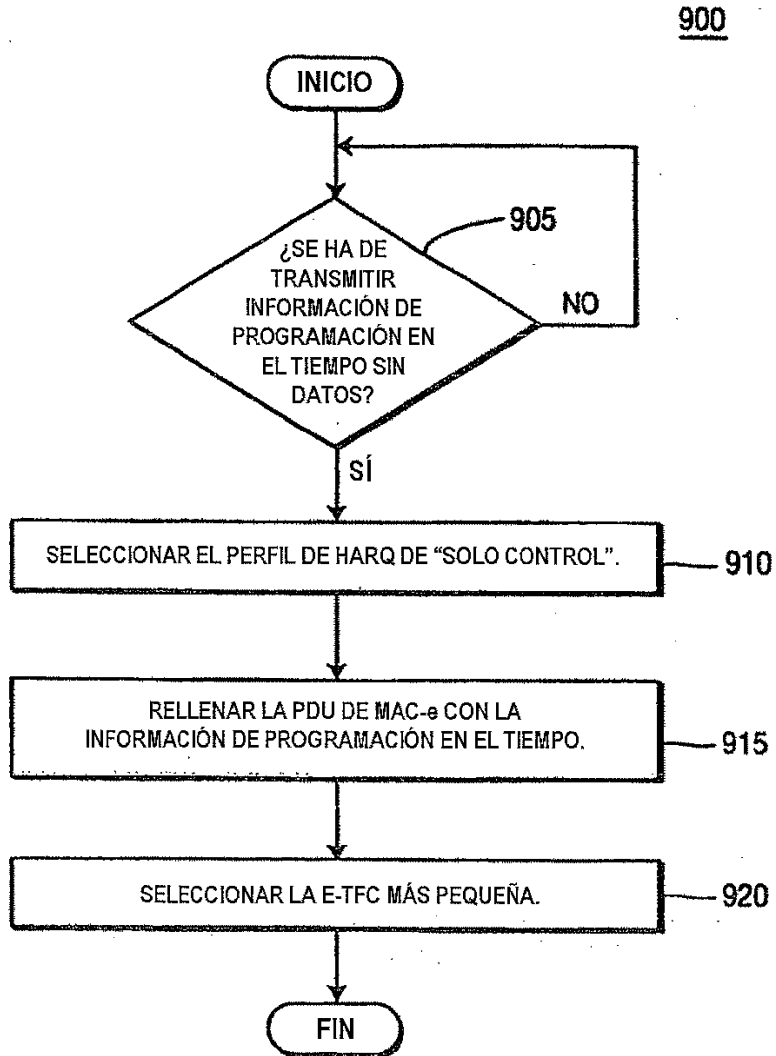 900
INICIO
905
¿SE HA DE
TRANSMITIR
INFORMACIÓN DE
PROGRAMACIÓN EN
EL TIEMPO SIN
DATOS?
NO
SÍ
SELECCIONAR EL PERFIL DE HARQ DE “SOLO CONTROL”.
910
RELLENAR LA PDU DE MAC-e CON LA
INFORMACIÓN DE PROGRAMACIÓN EN EL TIEMPO.
915
SELECCIONAR LA E-TFC MÁS PEQUEÑA.
920
FIN